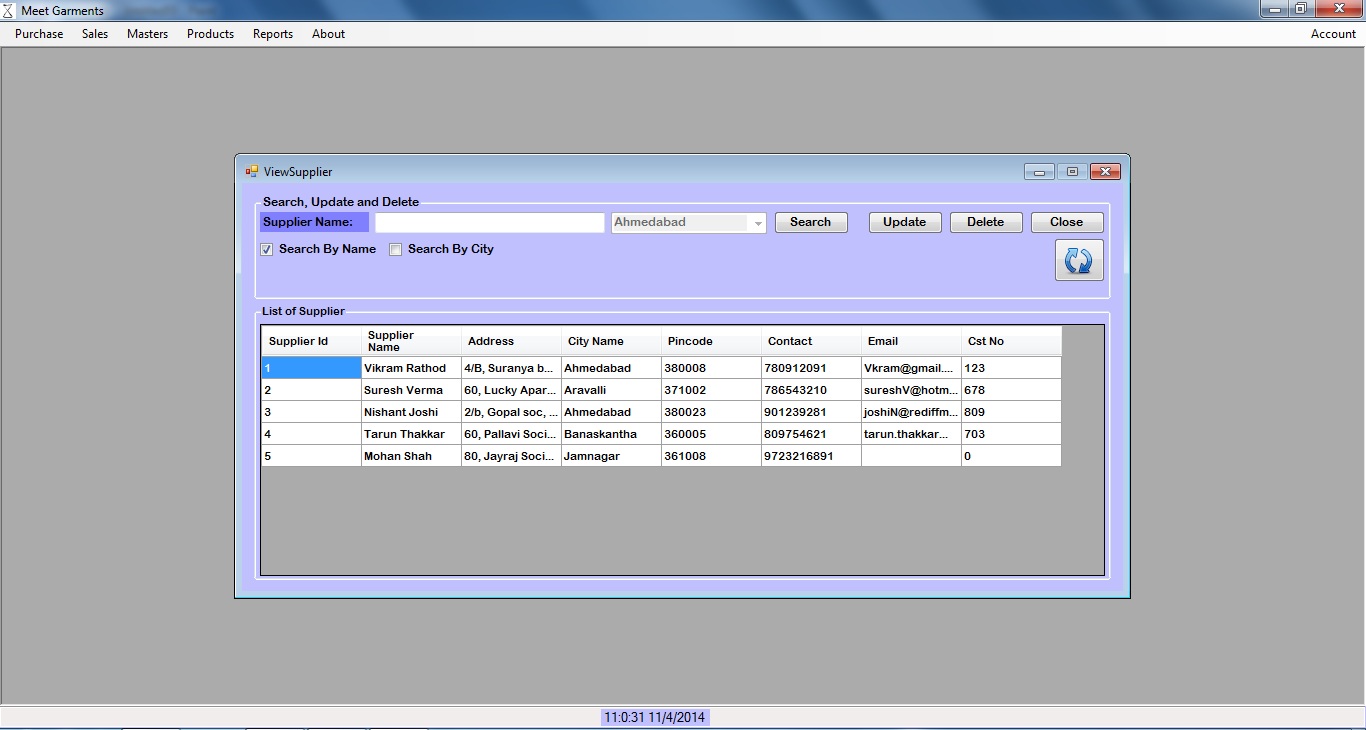 Meet Garments
Purchase Sales Masters Products Reports About Account
ViewSupplier
Search, Update and Delete
Supplier Name: Ahmedabad Search Update Delete Close
Search By Name Search By City
List of Supplier
Supplier Id Supplier Name Address City Name Pincode Contact Email Cst No
1 Vikram Rathod 4/B, Suranya b... Ahmedabad 380008 780912091 Vkram@gmail.... 123
2 Suresh Verma 60, Lucky Apar... Aravalli 371002 786543210 sureshV@hotm... 678
3 Nishant Joshi 2/b, Gopal soc, ... Ahmedabad 380023 901239281 joshiN@rediffm... 809
4 Tarun Thakkar 60, Pallavi Soci... Banaskantha 360005 809754621 tarun.thakkar... 703
5 Mohan Shah 80, Jayraj Soci... Jamnagar 361008 9723216891 0
11:0:31 11/4/2014